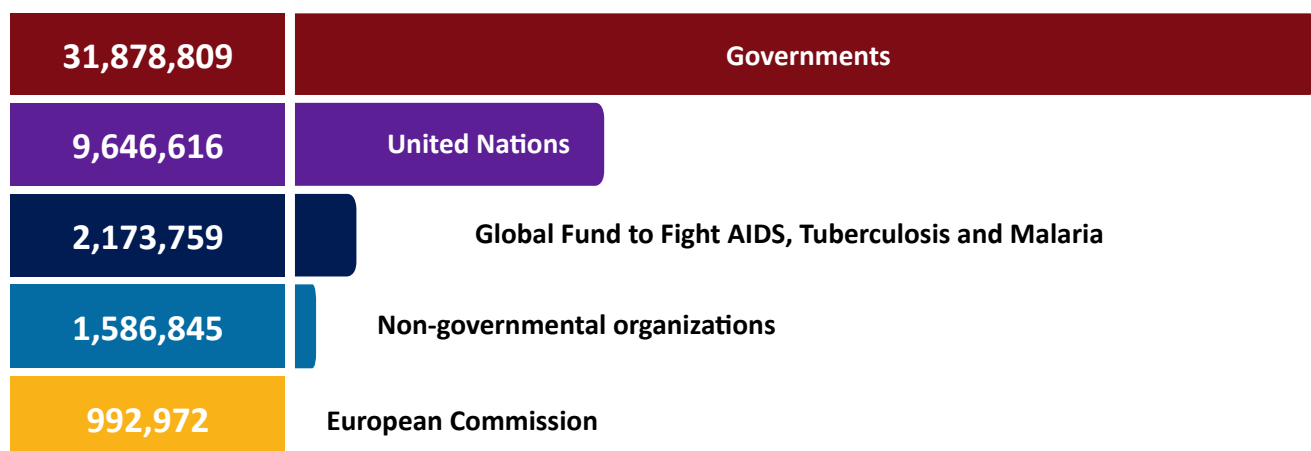 31,878,809 Governments
9,646,616 United Nations
2,173,759 Global Fund to Fight AIDS, Tuberculosis and Malaria
1,586,845 Non-governmental organizations
992,972 European Commission